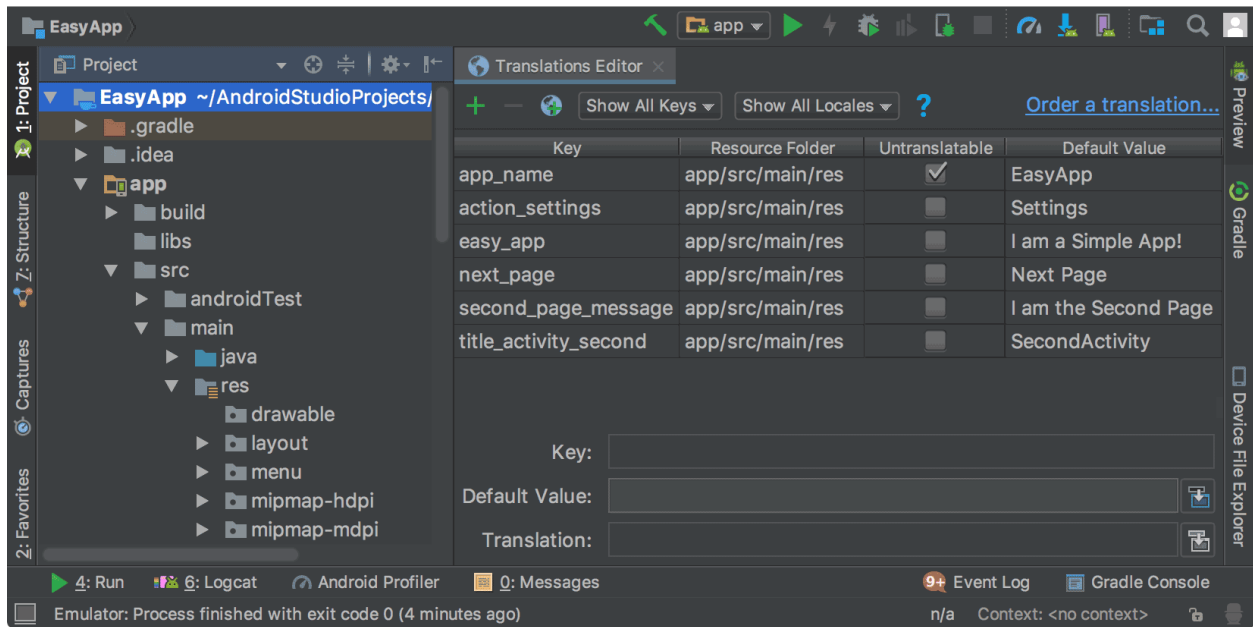 EasyApp
app
1: Project
Z: Structure
Captures
2: Favorites
Project
EasyApp ~/AndroidStudioProjects/
.gradle
.idea
app
build
libs
src
androidTest
main
java
res
drawable
layout
menu
mipmap-hdpi
mipmap-mdpi
Translations Editor
Show All Keys Show All Locales ? Order a translation...
Key Resource Folder Untranslatable Default Value
app_name app/src/main/res EasyApp
action_settings app/src/main/res Settings
easy_app app/src/main/res I am a Simple App!
next_page app/src/main/res Next Page
second_page_message app/src/main/res I am the Second Page
title_activity_second app/src/main/res SecondActivity
Key:
Default Value:
Translation:
Preview
Gradle
Device File Explorer
4: Run 6: Logcat Android Profiler 0: Messages 9+ Event Log Gradle Console
Emulator: Process finished with exit code 0 (4 minutes ago) n/a Context: <no context>